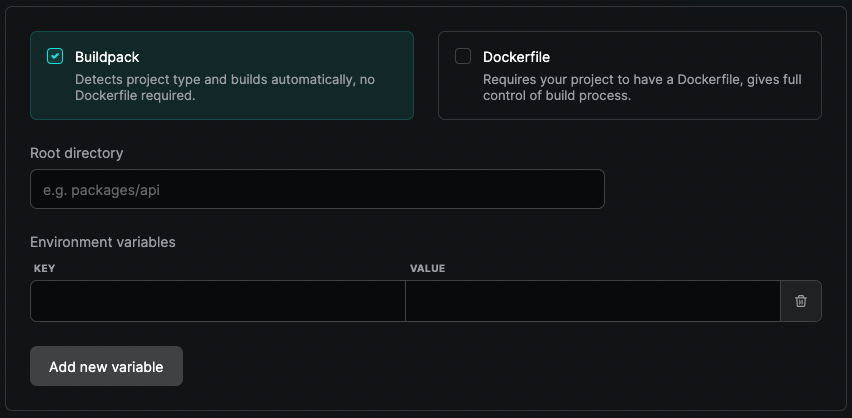 Buildpack
Detects project type and builds automatically, no
Dockerfile required.
Dockerfile
Requires your project to have a Dockerfile, gives full
control of build process.
Root directory
e.g. packages/api
Environment variables
KEY VALUE
Add new variable